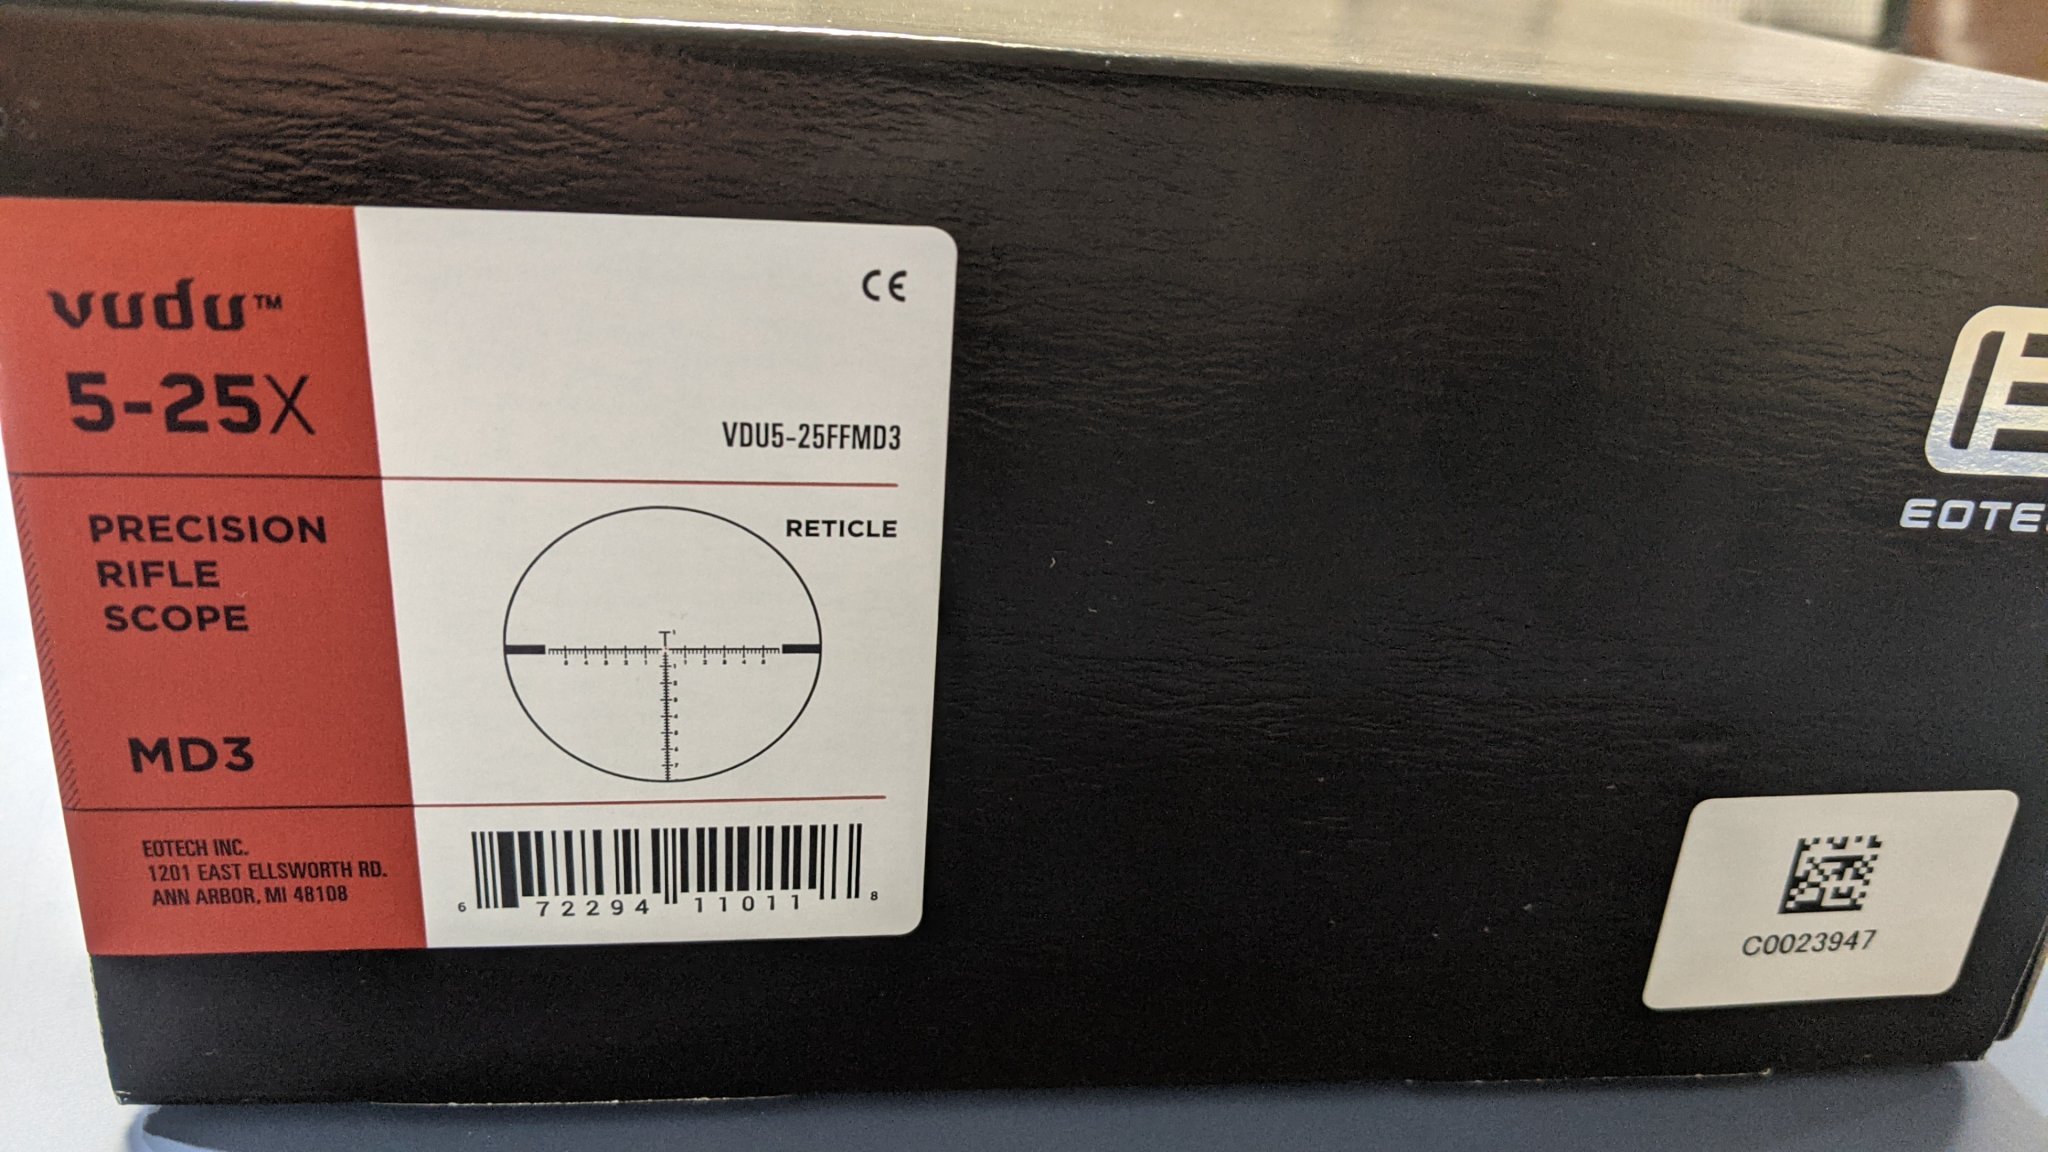 vudu™
5-25X
PRECISION
RIFLE
SCOPE
MD3
EOTECH INC.
1201 EAST ELLSWORTH RD.
ANN ARBOR, MI 48108
CE
VDU5-25FFMD3
RETICLE
6 72294 11011 8
EOTE
C0023947